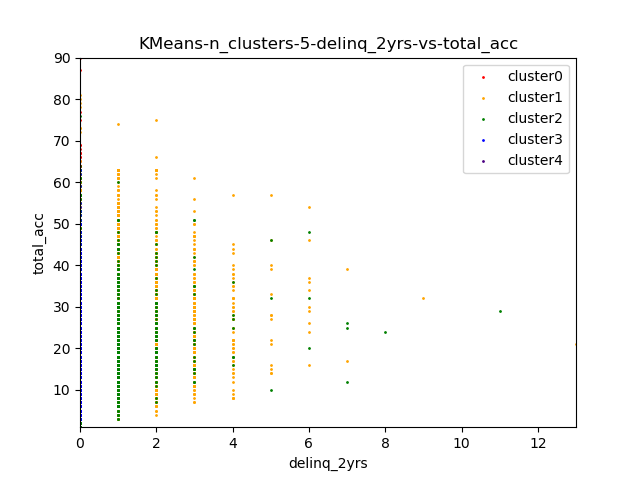 KMeans-n_clusters-5-delinq_2yrs-vs-total_acc
cluster0
cluster1
cluster2
cluster3
cluster4
total_acc
90
80
70
60
50
40
30
20
10
0 2 4 6 8 10 12
delinq_2yrs